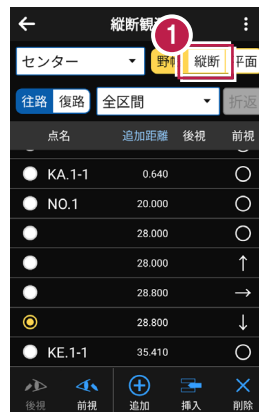 縦断観
1
センター 野帳 縦断 平面
往路 復路 全区間 折返
点名 追加距離 後視 前視
KA.1-1 0.640
NO.1 20.000
28.000
28.000 ↑
28.800 →
28.800 ↓
KE.1-1 35.410
後視 前視 追加 挿入 削除